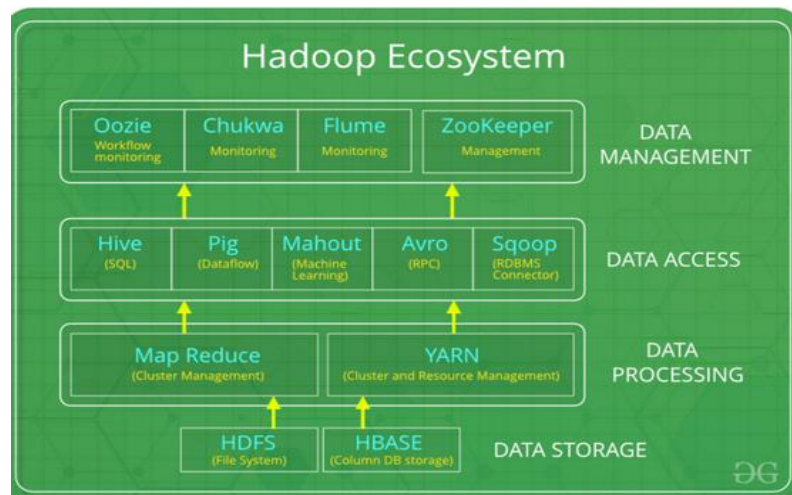 Hadoop Ecosystem
Oozie
Workflow
monitoring
Chukwa
Monitoring
Flume
Monitoring
ZooKeeper
Management
DATA
MANAGEMENT
Hive
(SQL)
Pig
(Dataflow)
Mahout
(Machine
Learning)
Avro
(RPC)
Sqoop
(RDBMS
Connector)
DATA ACCESS
Map Reduce
(Cluster Management)
YARN
(Cluster and Resource Management)
DATA
PROCESSING
HDFS
(File System)
HBASE
(Column DB storage)
DATA STORAGE